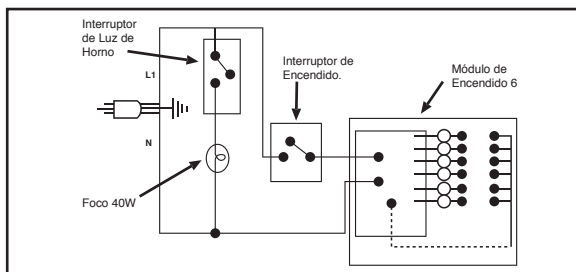 Interruptor
de Luz de
Horno
L1
N
Foco 40W
Interruptor de
Encendido.
Módulo de
Encendido 6